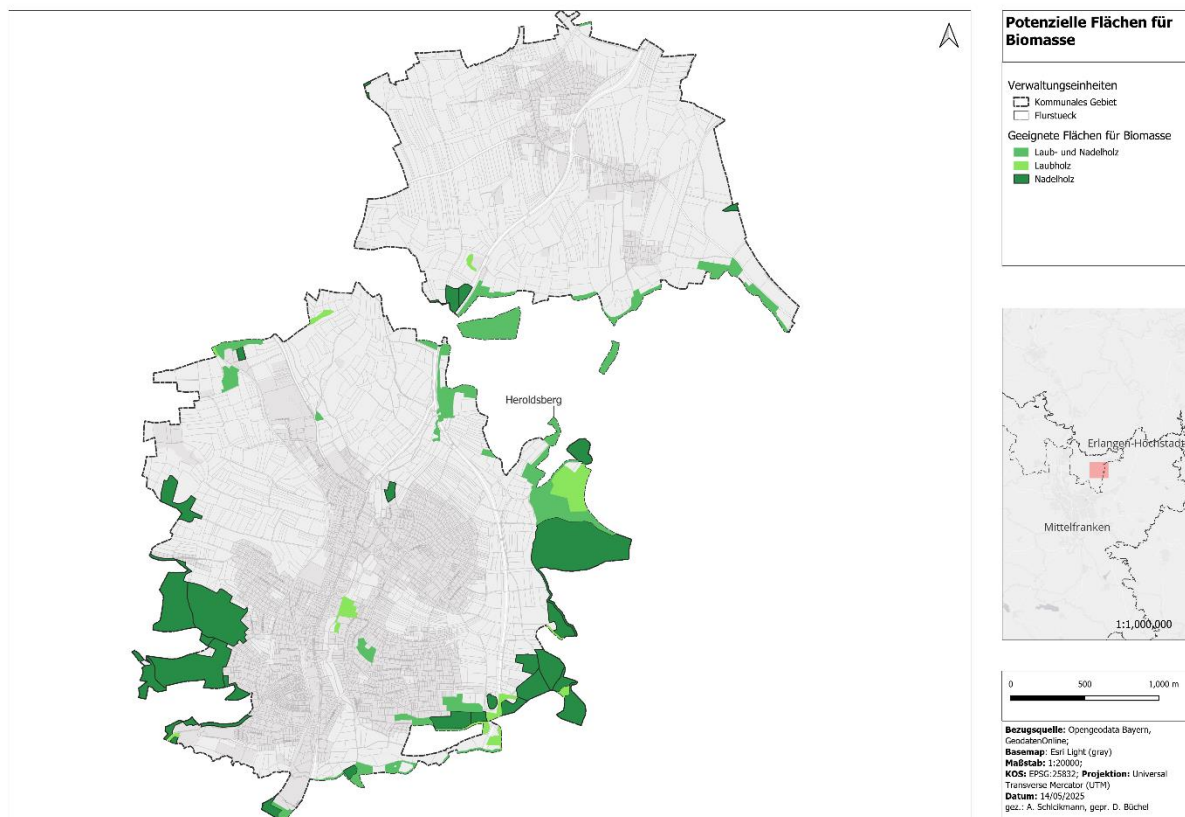 Potenzielle Flächen für
Biomasse
Verwaltungseinheiten
Kommunales Gebiet
Flurstueck
Geeignete Flächen für Biomasse
Laub- und Nadelholz
Laubholz
Nadelholz
Heroldsberg
Erlangen-Höchstadt
Mittelfranken
1:1,000,000
0 500 1,000 m
Bezugsquelle: Opengeodata Bayern,
GeodatenOnline;
Basemap: Esri Light (gray)
Maßstab: 1:20000;
KOS: EPSG:25832; Projektion: Universal
Transverse Mercator (UTM)
Datum: 14/05/2025
gez.: A. Schlcikmann, gepr. D. Büchel